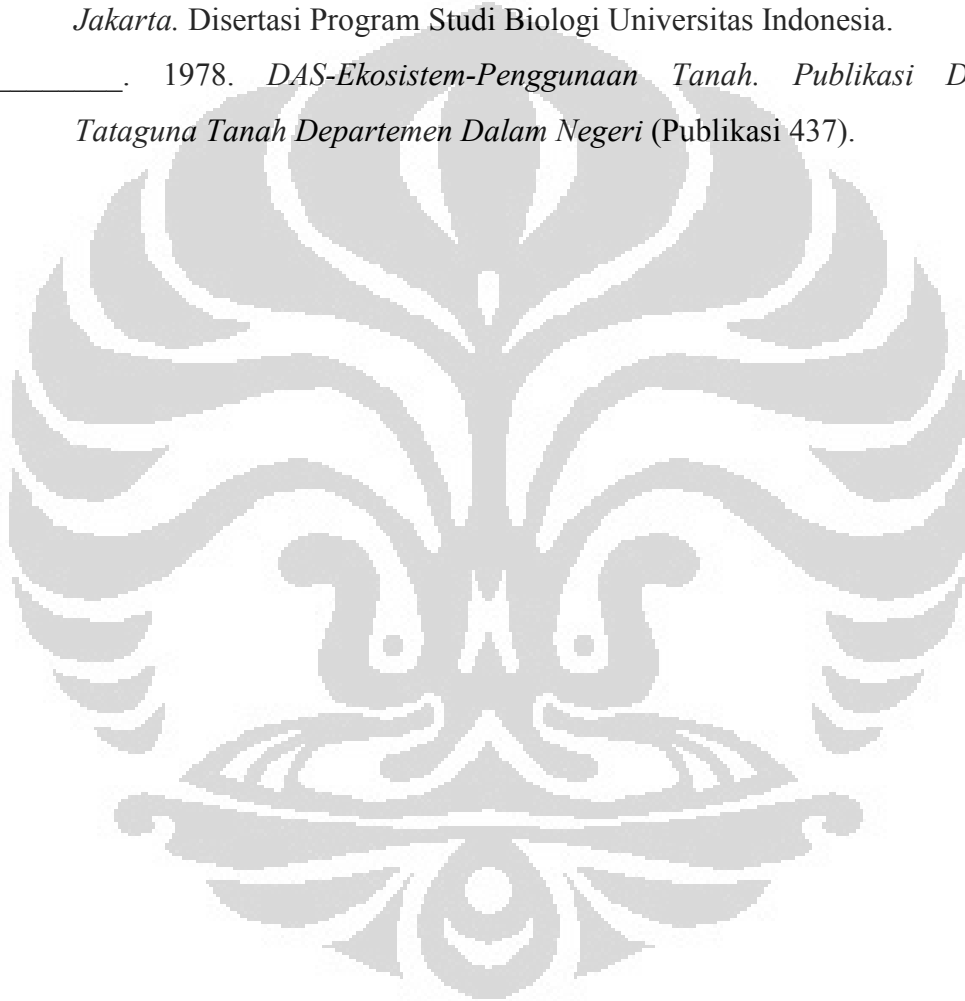 Jakarta. Disertasi Program Studi Biologi Universitas Indonesia.
________. 1978. DAS-Ekosistem-Penggunaan Tanah. Publikasi D
Tataguna Tanah Departemen Dalam Negeri (Publikasi 437).